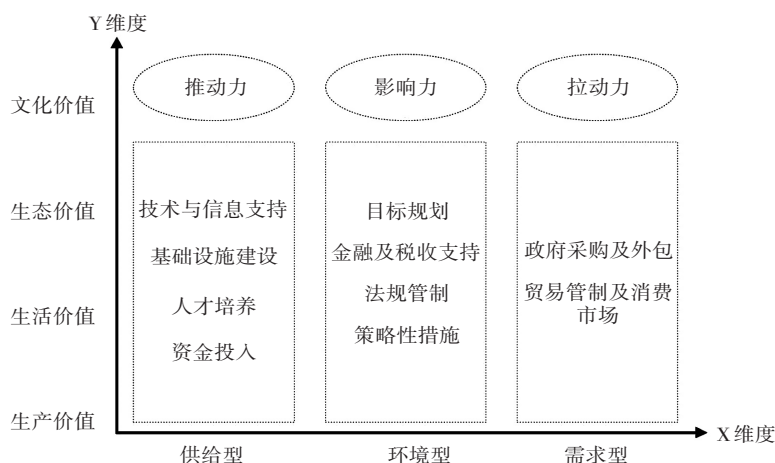 Y维度
推动力 影响力 拉动力
文化价值
生态价值
生活价值
生产价值
技术与信息支持
基础设施建设
人才培养
资金投入
目标规划
金融及税收支持
法规管制
策略性措施
政府采购及外包
贸易管制及消费
市场
X维度
供给型 环境型 需求型